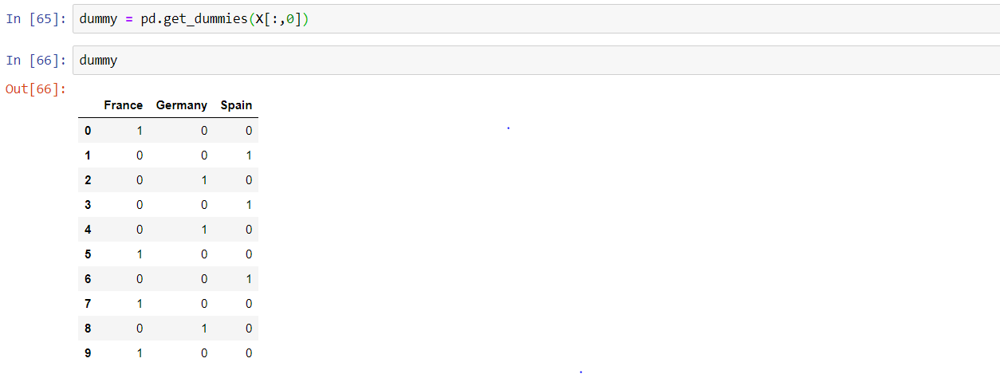 In [65]: dummy = pd.get_dummies(X[:,0])
In [66]: dummy
Out[66]:
France Germany Spain
0 1 0 0
1 0 0 1
2 0 1 0
3 0 0 1
4 0 1 0
5 1 0 0
6 0 0 1
7 1 0 0
8 0 1 0
9 1 0 0